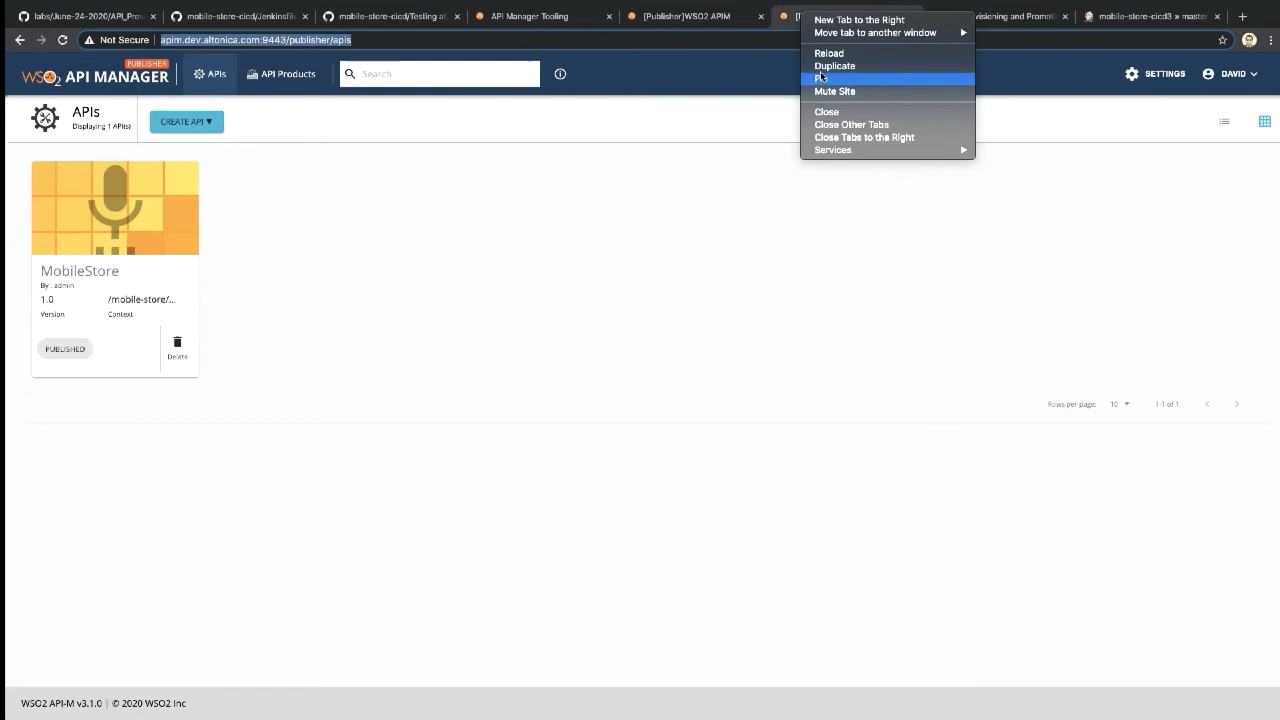 labs/June-24-2020/API_Prov
mobile-store-cicd/Jenkinsfil
mobile-store-cicd/Testing at
API Manager Tooling
[Publisher]WSO2 APIM
visioning and Promoti
mobile-store-cicd3 » master
Not Secure
apim.dev.altonica.com:9443/publisher/apis
New Tab to the Right
Move tab to another window
Reload
Duplicate
Mute Site
Close
Close Other Tabs
Close Tabs to the Right
Services
PUBLISHER
WSO2 API MANAGER
APIs
API Products
Search
SETTINGS
DAVID
APIs
Displaying 1 API(s)
CREATE API ▼
MobileStore
By : admin
1.0 /mobile-store/...
Version Context
PUBLISHED
Delete
Rows per page: 10 1-1 of 1
WSO2 API-M v3.1.0 | © 2020 WSO2 Inc